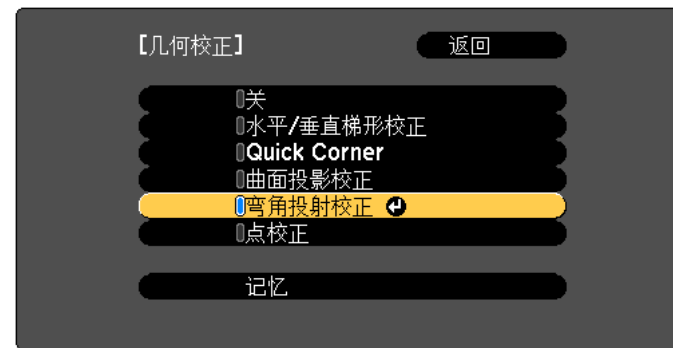 【几何校正】 返回
关
水平/垂直梯形校正
Quick Corner
曲面投影校正
弯角投射校正
点校正
记忆